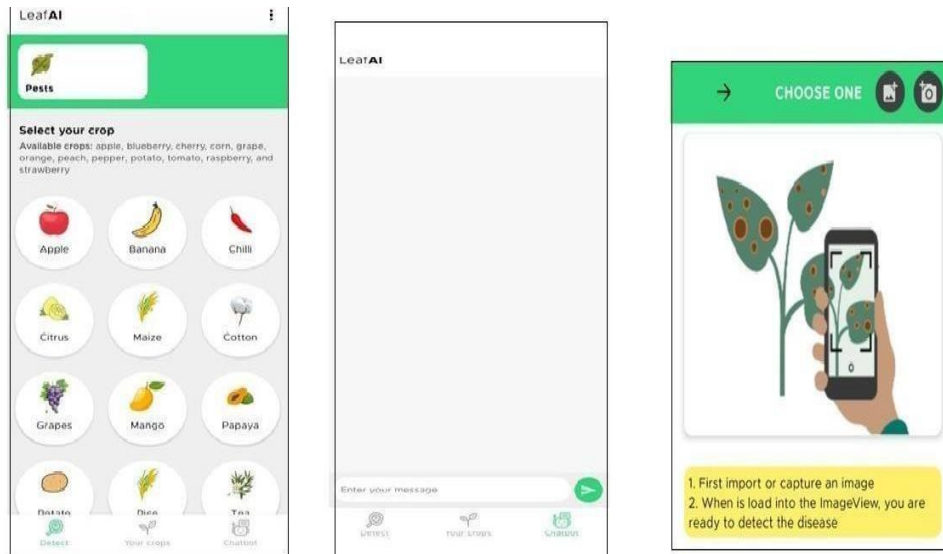 LeafAI
Pests
Select your crop
Available crops: apple, blueberry, cherry, corn, grape,
orange, peach, pepper, potato, tomato, raspberry, and
strawberry
Apple
Banana
Chilli
Citrus
Maize
Cotton
Grapes
Mango
Papaya
Potato
Rice
Tea
Detect
Your crops
Chatbot
LeafAI
Enter your message
Detect
Your crops
Chatbot
CHOOSE ONE
1. First import or capture an image
2. When is load into the ImageView, you are
ready to detect the disease